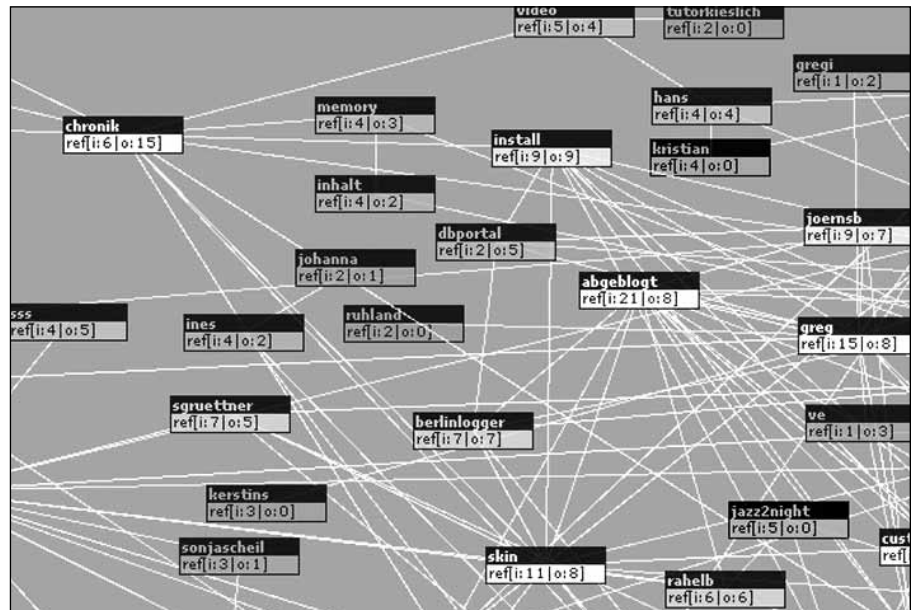 video
ref[i:5|o:4]
tutorkieslich
ref[i:2|o:0]
gregi
ref[i:1|o:2]
memory
ref[i:4|o:3]
hans
ref[i:4|o:4]
chronik
ref[i:6|o:15]
install
ref[i:9|o:9]
kristian
ref[i:4|o:0]
inhalt
ref[i:4|o:2]
dbportal
ref[i:2|o:5]
joernsb
ref[i:9|o:7]
johanna
ref[i:2|o:1]
abgeblogt
ref[i:21|o:8]
sss
ref[i:4|o:5]
ines
ref[i:4|o:2]
ruhland
ref[i:2|o:0]
greg
ref[i:15|o:8]
sgruettner
ref[i:7|o:5]
berlinlogger
ref[i:7|o:7]
ve
ref[i:1|o:3]
kerstins
ref[i:3|o:0]
jazz2night
ref[i:5|o:0]
sonjascheil
ref[i:3|o:1]
skin
ref[i:11|o:8]
cust
ref[
rahelb
ref[i:6|o:6]